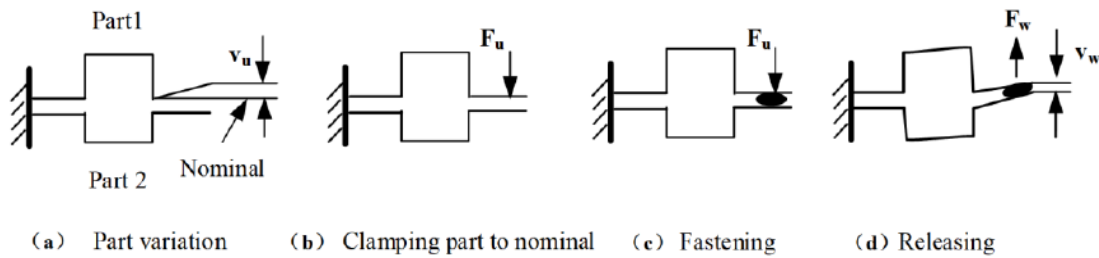 Part1
v_u
Part 2
Nominal
F_u
F_u
F_w
v_w
（a） Part variation
（b） Clamping part to nominal
（c） Fastening
（d）Releasing